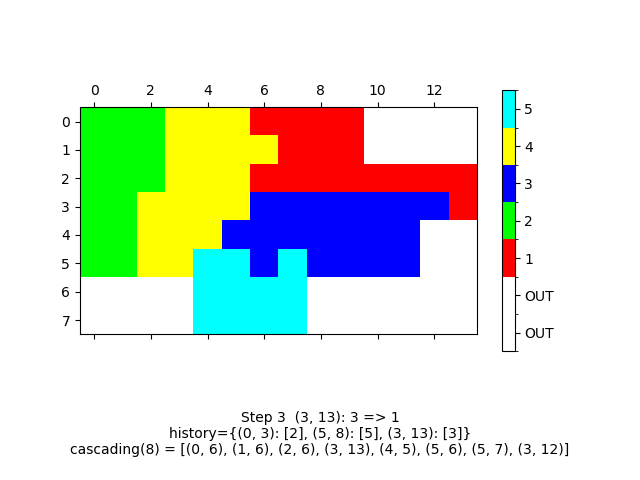 0 2 4 6 8 10 12
0
1
2
3
4
5
6
7
5
4
3
2
1
OUT
OUT
Step 3  (3, 13): 3 => 1
history={(0, 3): [2], (5, 8): [5], (3, 13): [3]}
cascading(8) = [(0, 6), (1, 6), (2, 6), (3, 13), (4, 5), (5, 6), (5, 7), (3, 12)]